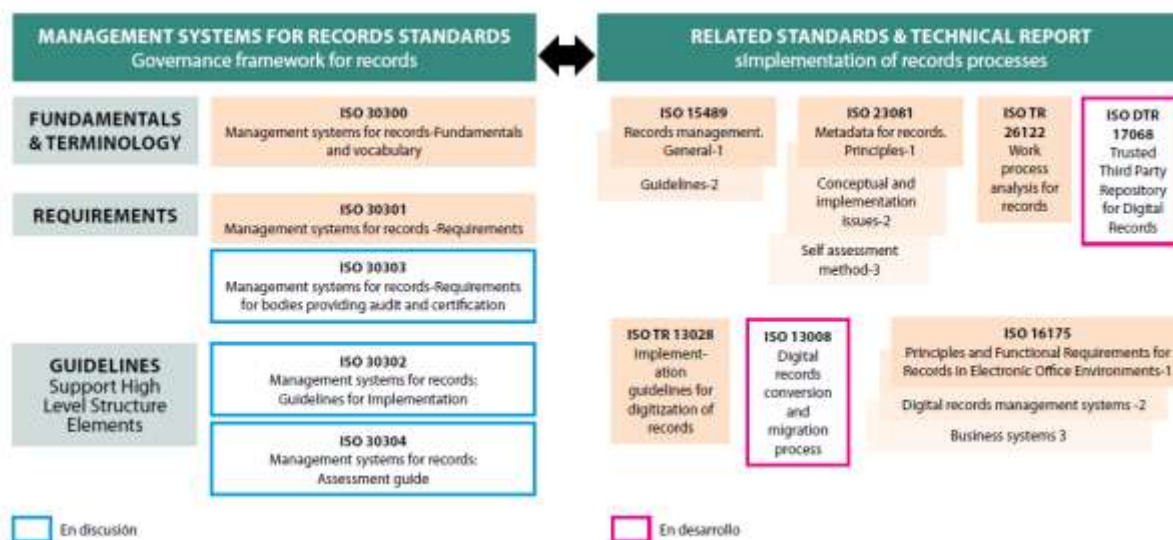 MANAGEMENT SYSTEMS FOR RECORDS STANDARDS
Governance framework for records
RELATED STANDARDS & TECHNICAL REPORT
sImplementation of records processes
FUNDAMENTALS
& TERMINOLOGY
ISO 30300
Management systems for records-Fundamentals
and vocabulary
REQUIREMENTS
ISO 30301
Management systems for records -Requirements
ISO 30303
Management systems for records-Requirements
for bodies providing audit and certification
GUIDELINES
Support High
Level Structure
Elements
ISO 30302
Management systems for records:
Guidelines for Implementation
ISO 30304
Management systems for records:
Assessment guide
En discusión
ISO 15489
Records management.
General-1
Guidelines-2
ISO 23081
Metadata for records.
Principles-1
Conceptual and
implementation
issues-2
Self assessment
method-3
ISO TR
26122
Work
process
analysis for
records
ISO DTR
17068
Trusted
Third Party
Repository
for Digital
Records
ISO TR 13028
Implement-
ation
guidelines for
digitization of
records
ISO 13008
Digital
records
conversion
and
migration
process
ISO 16175
Principles and Functional Requirements for
Records in Electronic Office Environments-1
Digital records management systems -2
Business systems 3
En desarrollo